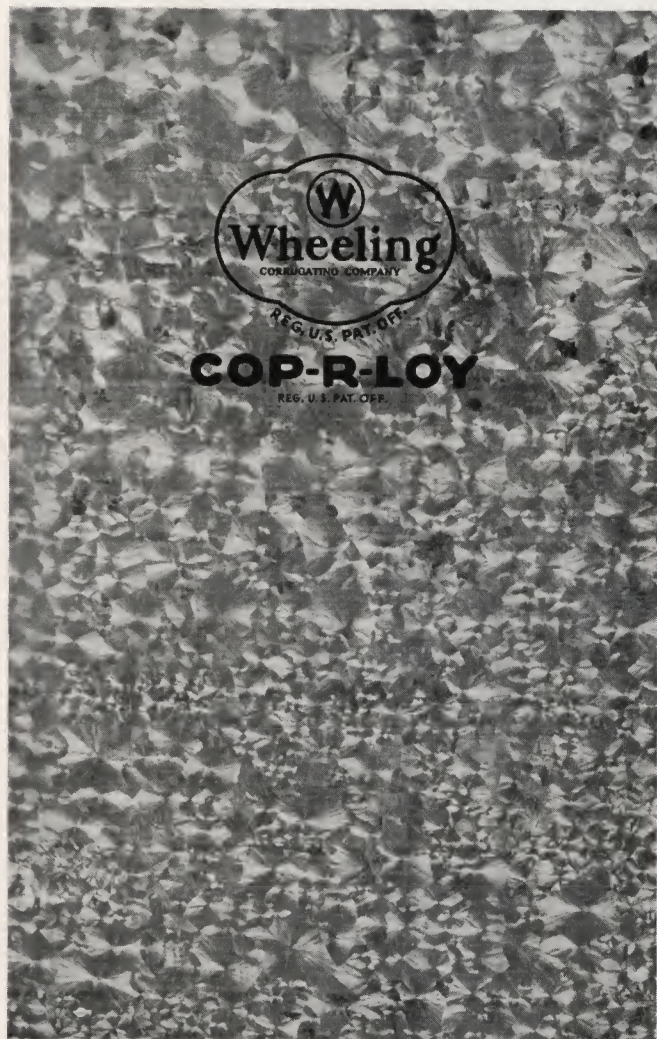 W
Wheeling
CORRUGATING COMPANY
REG. U.S. PAT. OFF.
COP-R-LOY
REG. U.S. PAT. OFF.